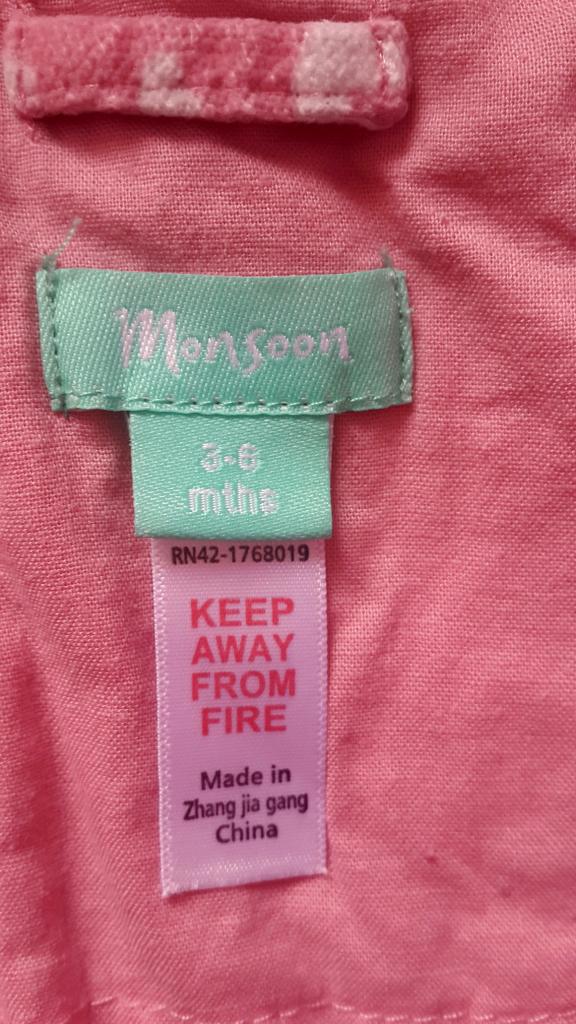 Monsoon
3-6
mths
RN42-1768019
KEEP
AWAY
FROM
FIRE
Made in
Zhang jia gang
China